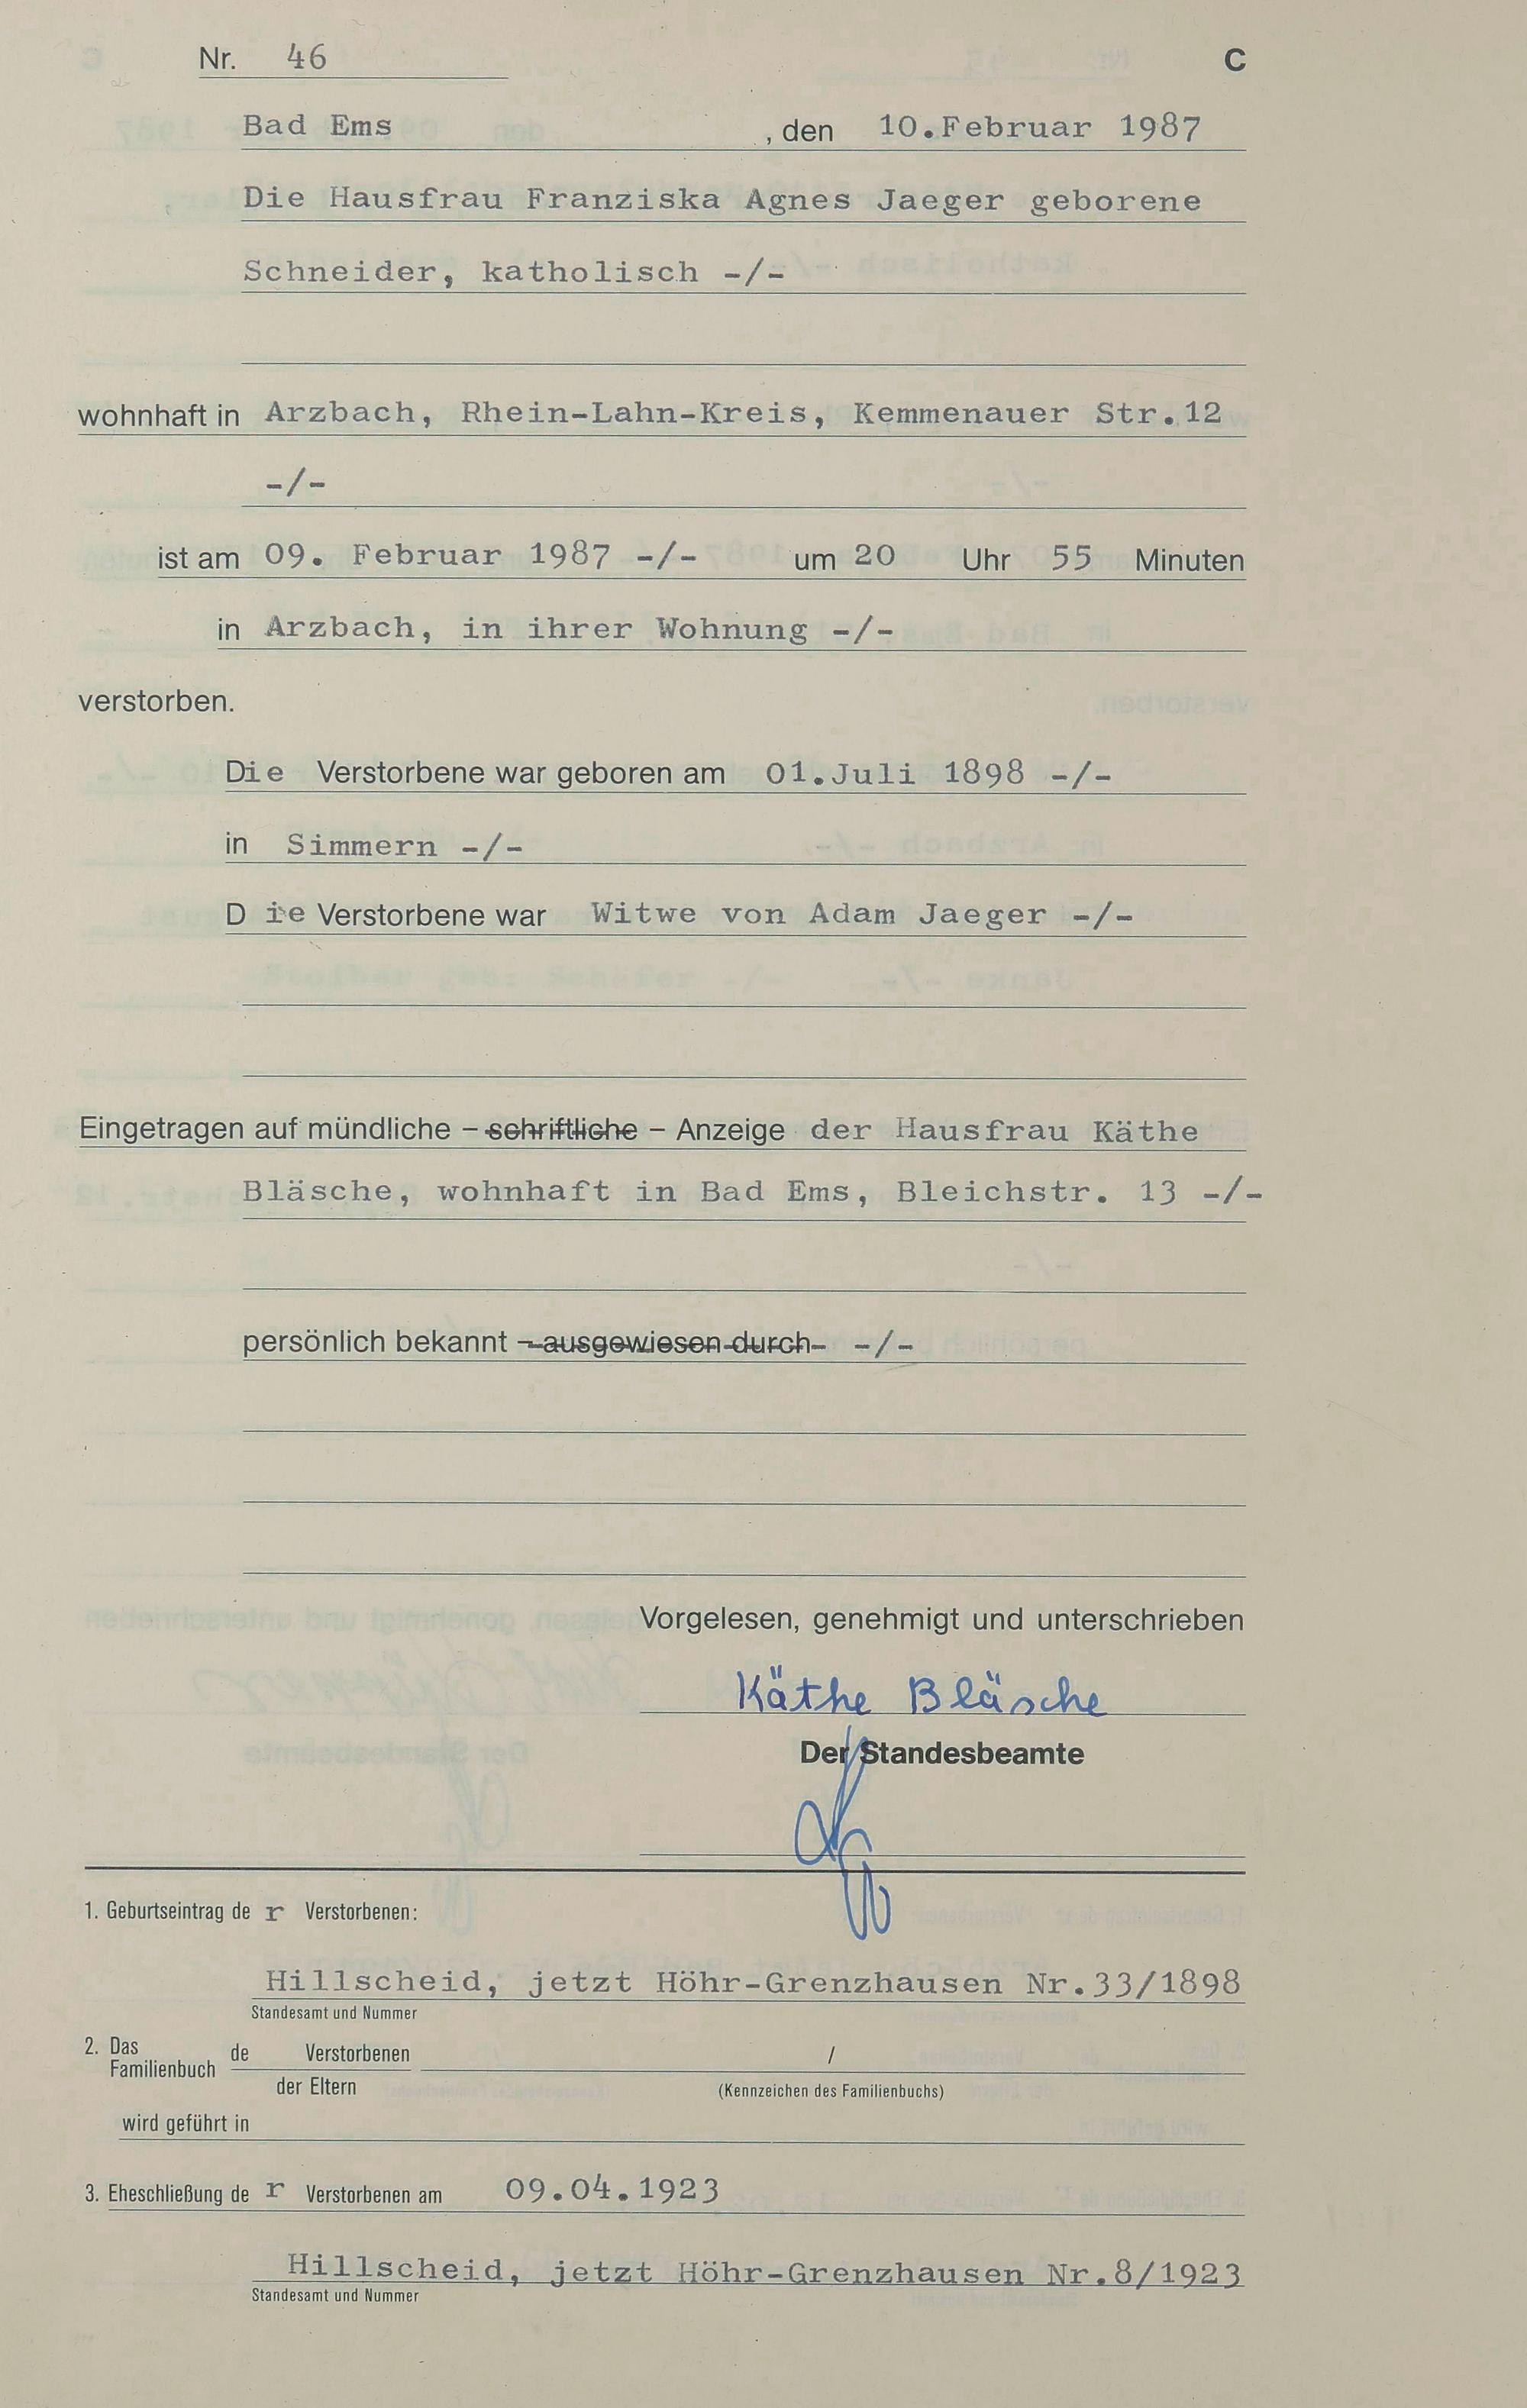 Nr. 46 C
Bad Ems , den 10.Februar 1987
Die Hausfrau Franziska Agnes Jaeger geborene
Schneider, katholisch -/-
wohnhaft in Arzbach, Rhein-Lahn-Kreis, Kemmenauer Str.12
-/-
ist am 09. Februar 1987 -/- um 20 Uhr 55 Minuten
in Arzbach, in ihrer Wohnung -/-
verstorben.
Die Verstorbene war geboren am 01.Juli 1898 -/-
in Simmern -/-
D ie Verstorbene war Witwe von Adam Jaeger -/-
Eingetragen auf mündliche – schriftliche – Anzeige der Hausfrau Käthe
Bläsche, wohnhaft in Bad Ems, Bleichstr. 13 -/-
persönlich bekannt – ausgewiesen durch – -/-
Vorgelesen, genehmigt und unterschrieben
Käthe Bläsche
Der Standesbeamte
1. Geburtseintrag de r Verstorbenen:
Hillscheid, jetzt Höhr-Grenzhausen Nr.33/1898
Standesamt und Nummer
2. Das Familienbuch de Verstorbenen /
der Eltern (Kennzeichen des Familienbuchs)
wird geführt in
3. Eheschließung de r Verstorbenen am 09.04.1923
Hillscheid, jetzt Höhr-Grenzhausen Nr.8/1923
Standesamt und Nummer